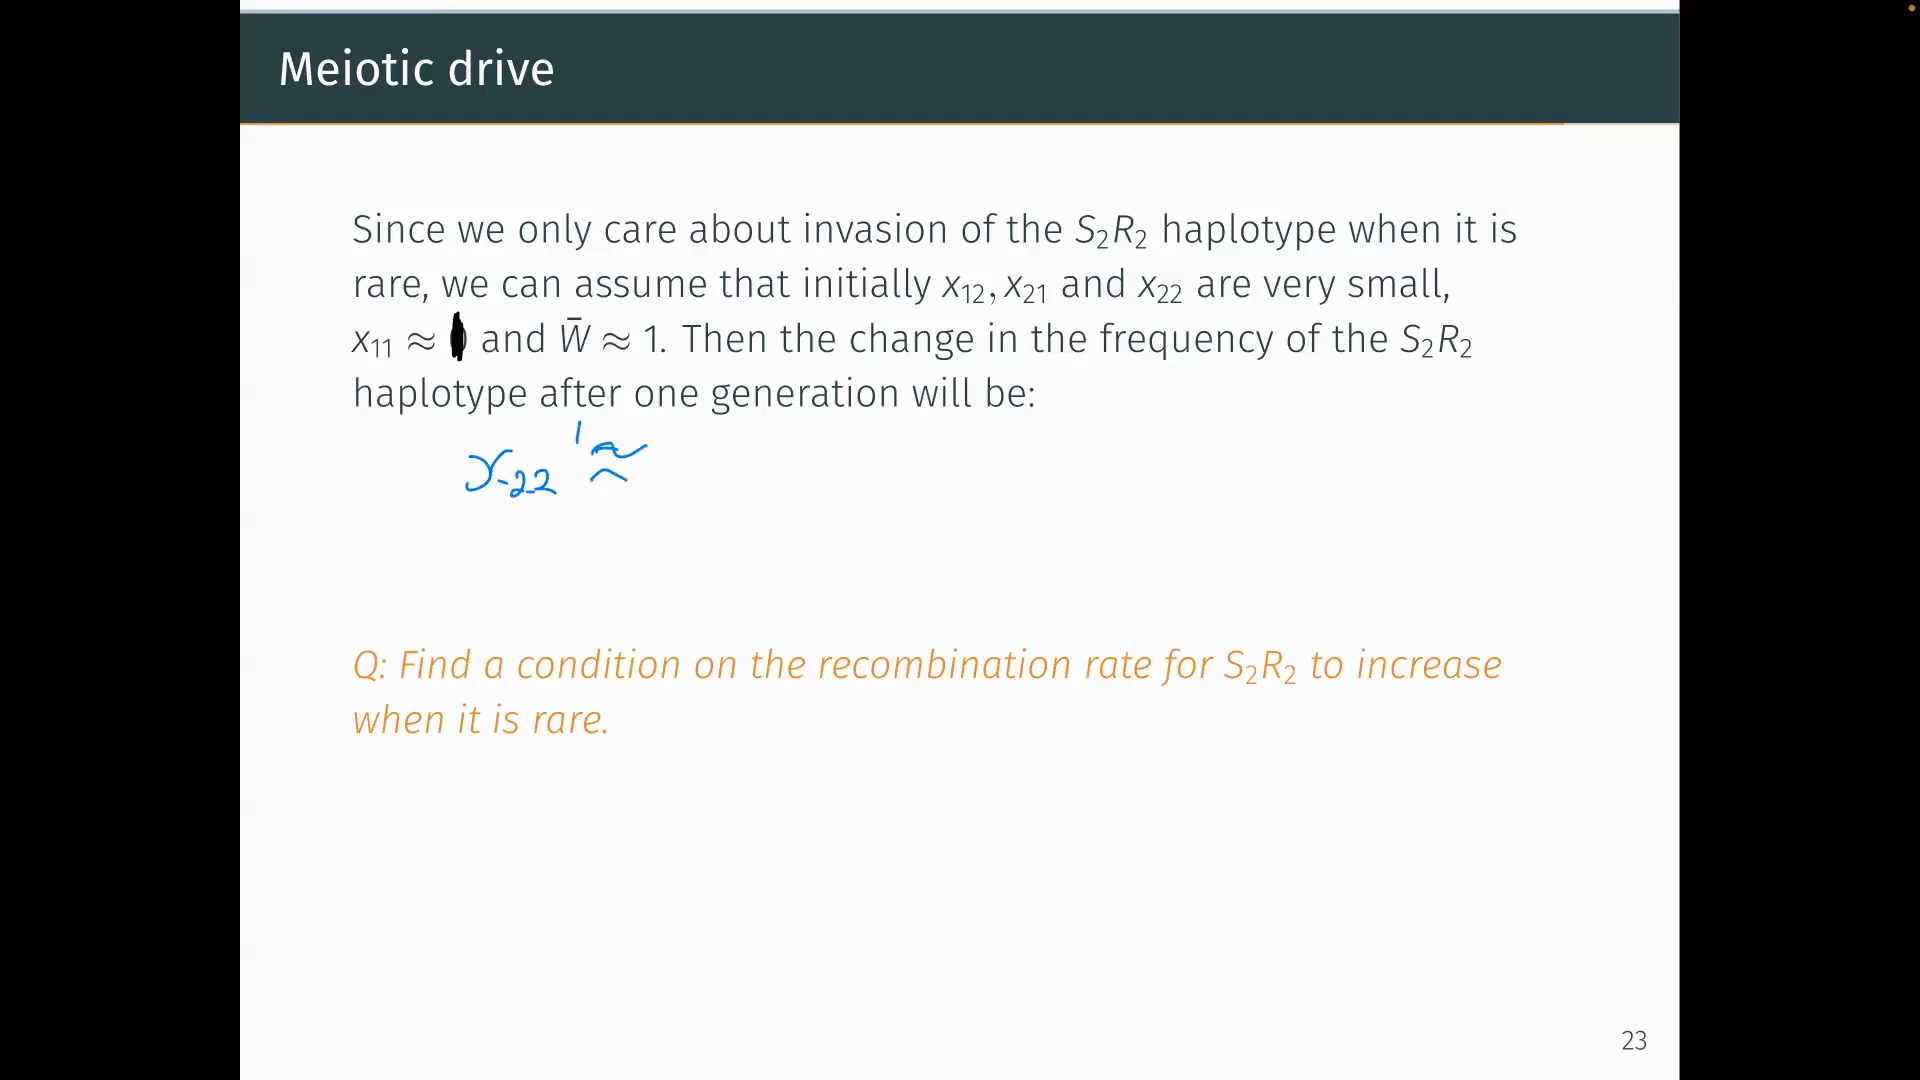 Meiotic drive
Since we only care about invasion of the S₂R₂ haplotype when it is
rare, we can assume that initially x₁₂, x₂₁ and x₂₂ are very small,
x₁₁ ≈ and W̄ ≈ 1. Then the change in the frequency of the S₂R₂
haplotype after one generation will be:
x₂₂' ≈
Q: Find a condition on the recombination rate for S₂R₂ to increase
when it is rare.
23